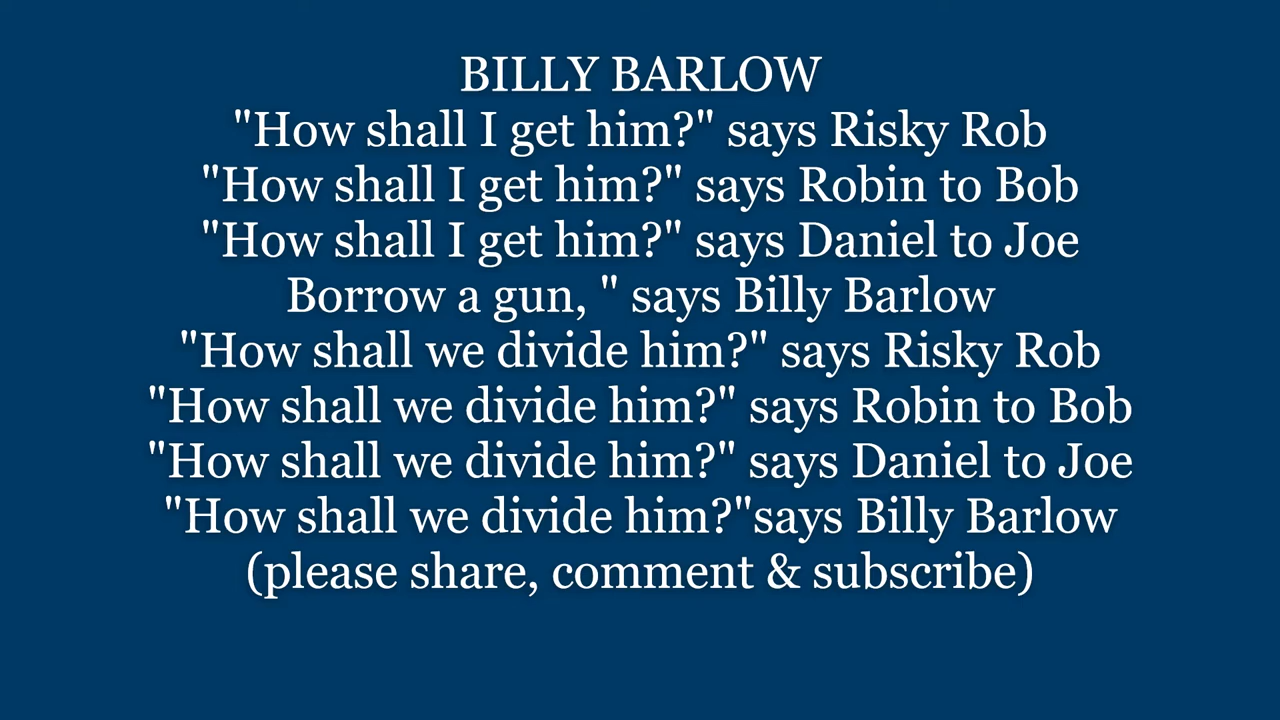 BILLY BARLOW
"How shall I get him?" says Risky Rob
"How shall I get him?" says Robin to Bob
"How shall I get him?" says Daniel to Joe
Borrow a gun, " says Billy Barlow
"How shall we divide him?" says Risky Rob
"How shall we divide him?" says Robin to Bob
"How shall we divide him?" says Daniel to Joe
"How shall we divide him?"says Billy Barlow
(please share, comment & subscribe)